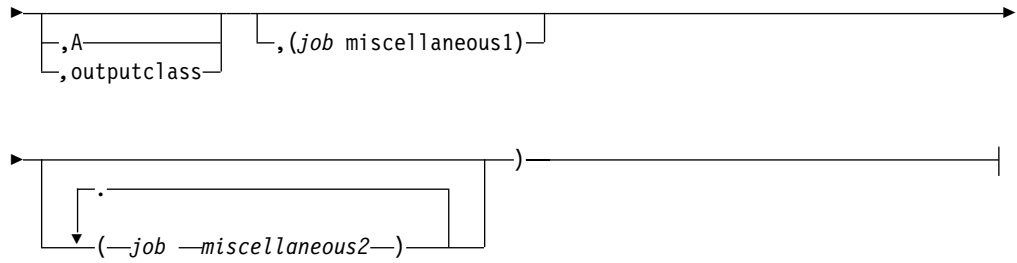 ,A
,outputclass
,(job miscellaneous1)
)
.
(job miscellaneous2)